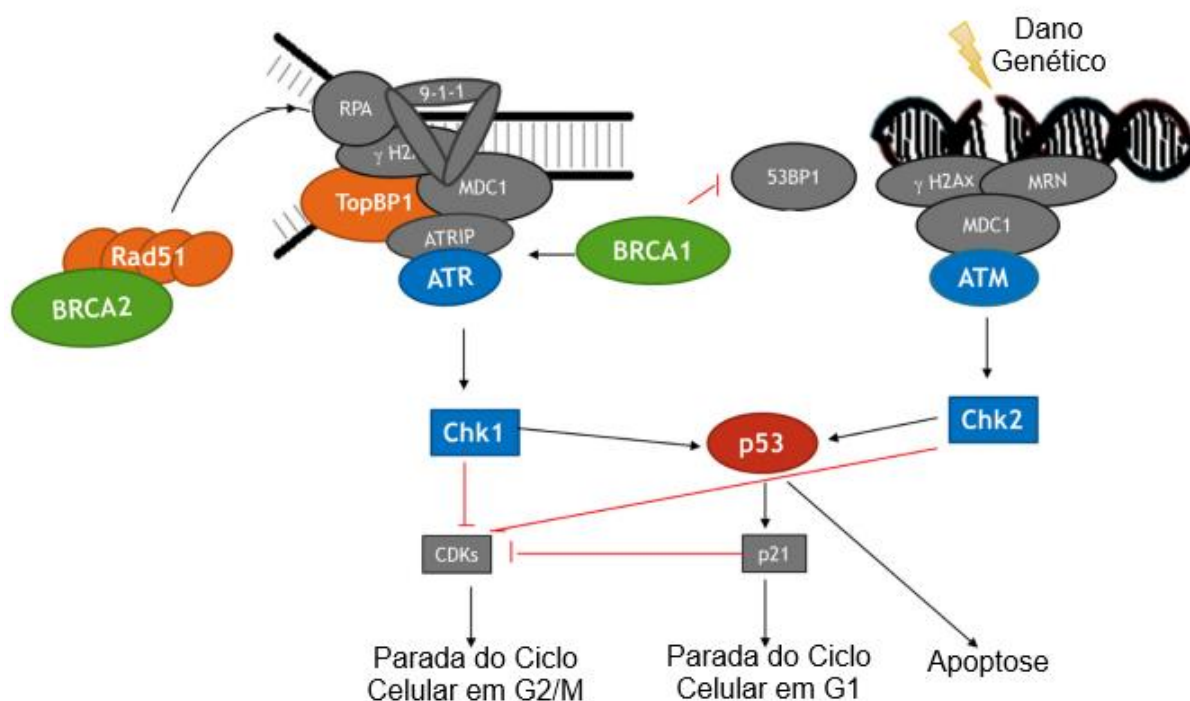 Dano
Genético
RPA
9-1-1
γ H2A
MDC1
TopBP1
ATRIP
ATR
53BP1
γ H2Ax
MRN
MDC1
ATM
BRCA1
Rad51
BRCA2
Chk1
p53
Chk2
CDKs
p21
Parada do Ciclo
Celular em G2/M
Parada do Ciclo
Celular em G1
Apoptose